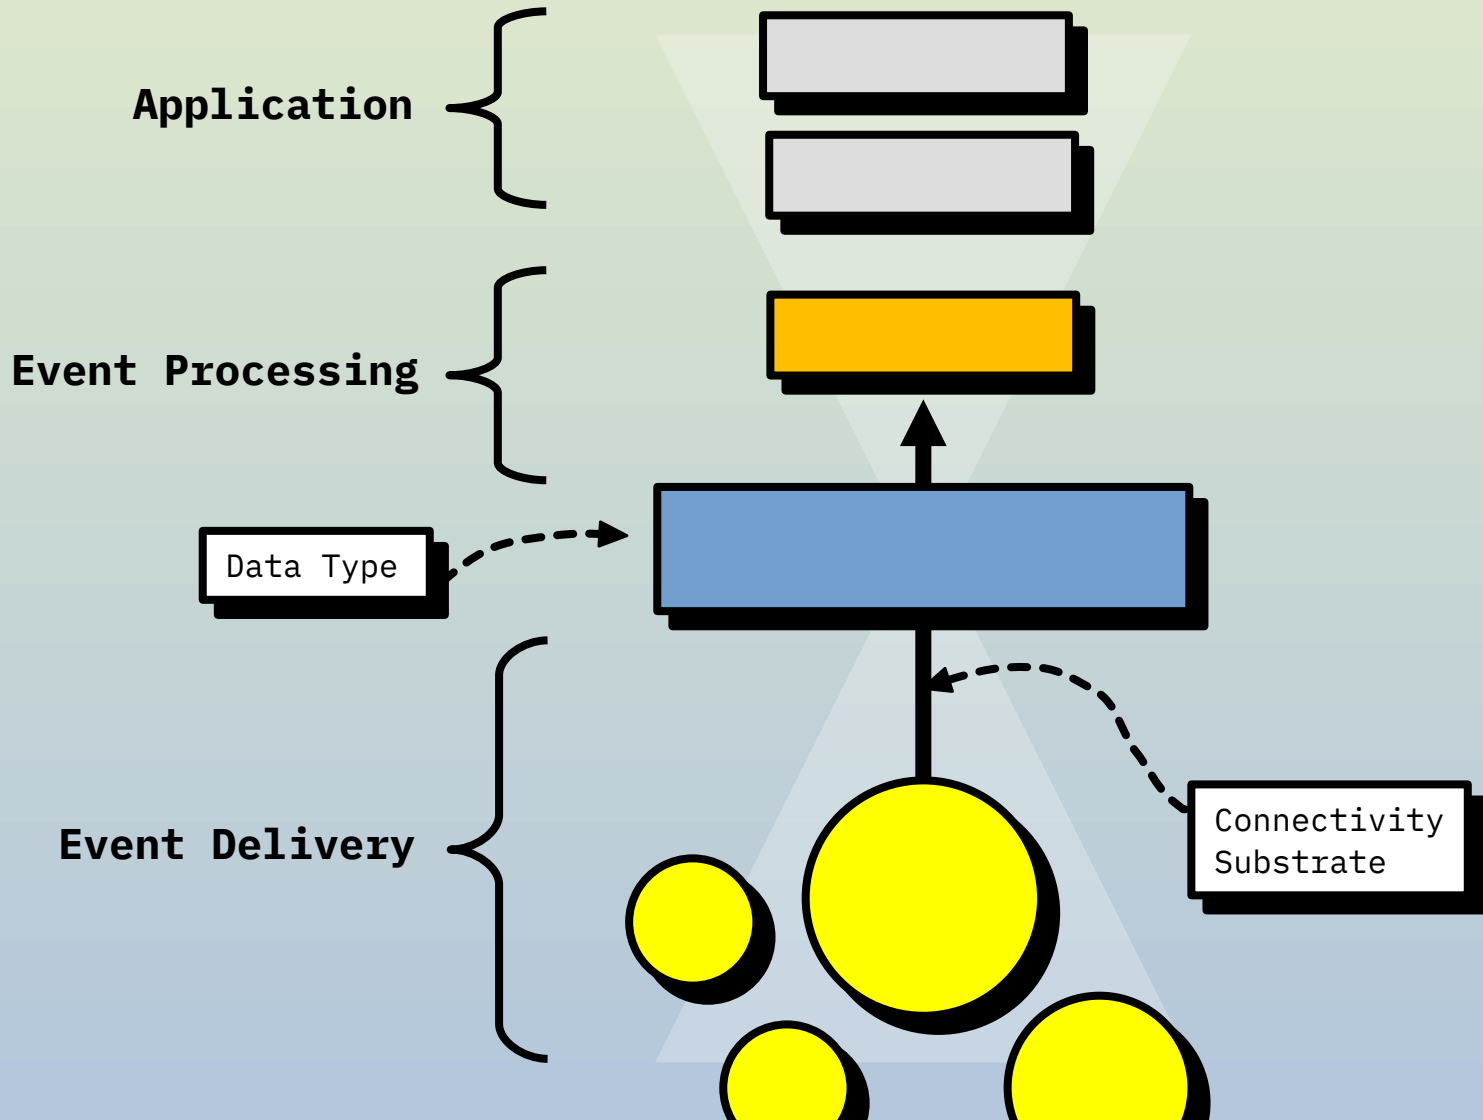 Application
Event Processing
Data Type
Event Delivery
Connectivity
Substrate